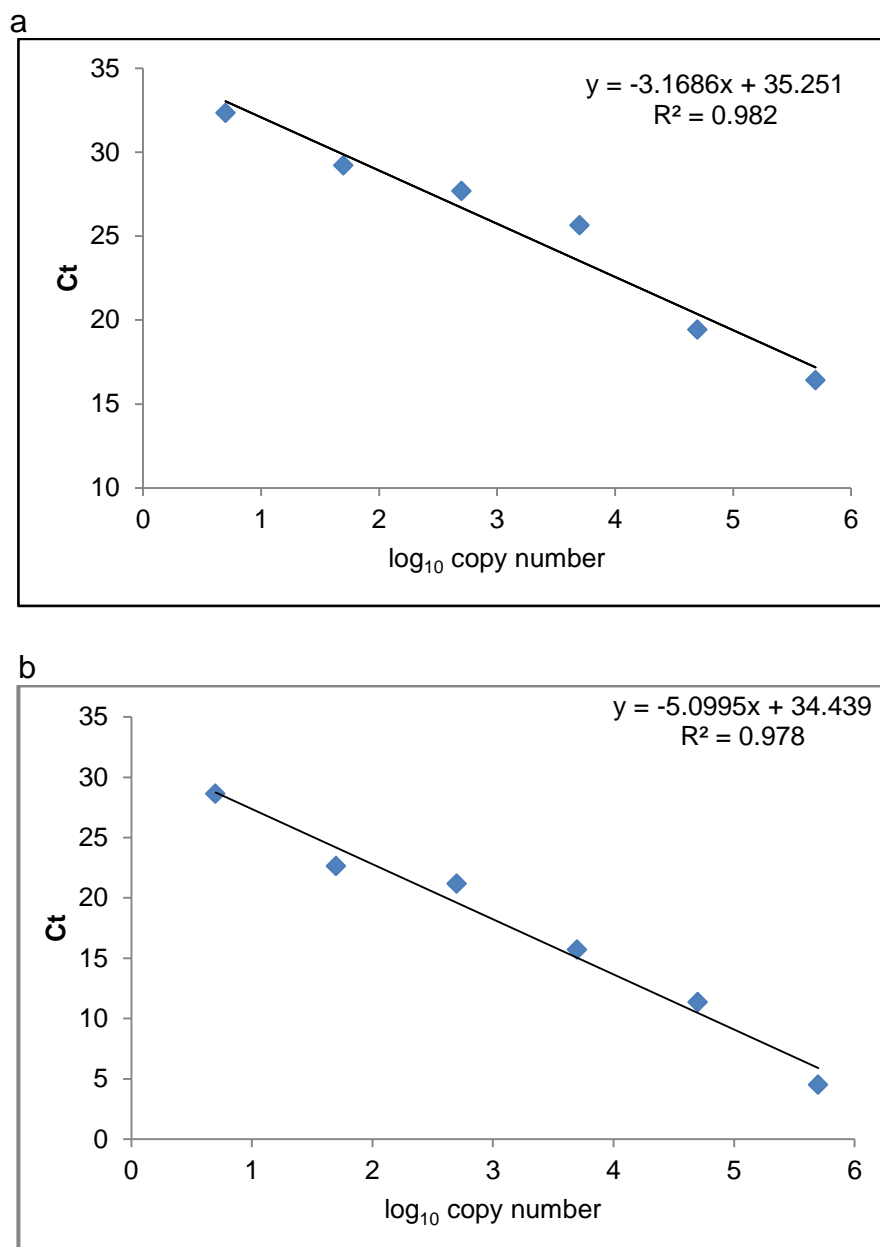 a
y = -3.1686x + 35.251
R² = 0.982
35
30
25
20
15
10
Ct
0 1 2 3 4 5 6
log₁₀ copy number
b
y = -5.0995x + 34.439
R² = 0.978
35
30
25
20
15
10
5
0
Ct
0 1 2 3 4 5 6
log₁₀ copy number